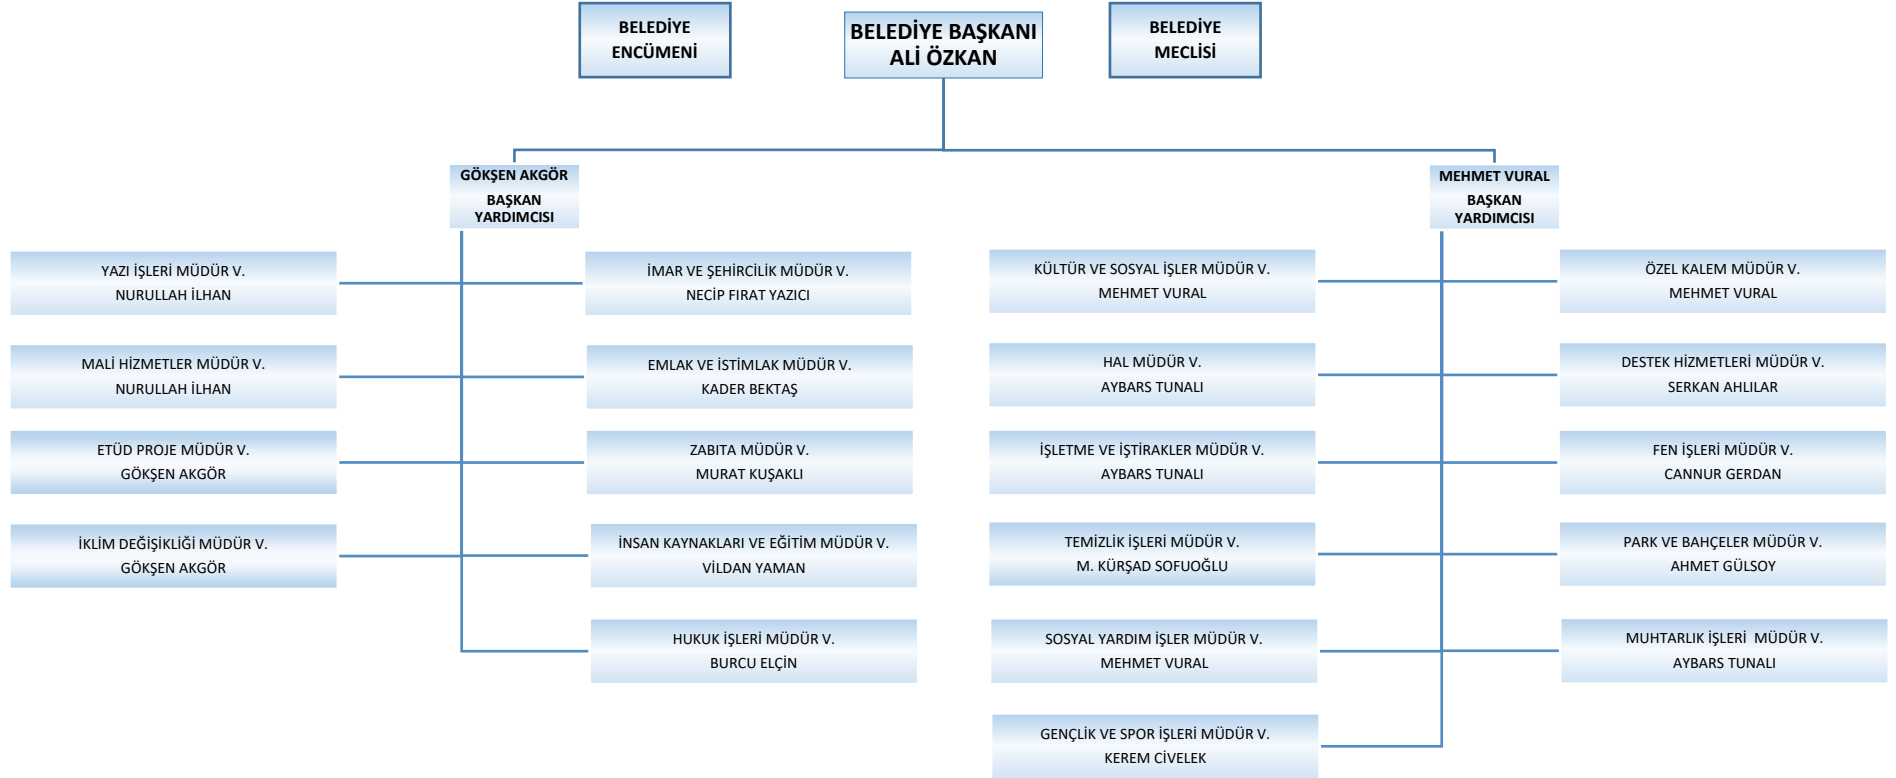 BELEDİYE
ENCÜMENİ
BELEDİYE BAŞKANI
ALİ ÖZKAN
BELEDİYE
MECLİSİ
GÖKŞEN AKGÖR
BAŞKAN
YARDIMCISI
MEHMET VURAL
BAŞKAN
YARDIMCISI
YAZI İŞLERİ MÜDÜR V.
NURULLAH İLHAN
İMAR VE ŞEHİRCİLİK MÜDÜR V.
NECİP FIRAT YAZICI
KÜLTÜR VE SOSYAL İŞLER MÜDÜR V.
MEHMET VURAL
ÖZEL KALEM MÜDÜR V.
MEHMET VURAL
MALİ HİZMETLER MÜDÜR V.
NURULLAH İLHAN
EMLAK VE İSTİMLAK MÜDÜR V.
KADER BEKTAŞ
HAL MÜDÜR V.
AYBARS TUNALI
DESTEK HİZMETLERİ MÜDÜR V.
SERKAN AHLILAR
ETÜD PROJE MÜDÜR V.
GÖKŞEN AKGÖR
ZABITA MÜDÜR V.
MURAT KUŞAKLI
İŞLETME VE İŞTİRAKLER MÜDÜR V.
AYBARS TUNALI
FEN İŞLERİ MÜDÜR V.
CANNUR GERDAN
İKLİM DEĞİŞİKLİĞİ MÜDÜR V.
GÖKŞEN AKGÖR
İNSAN KAYNAKLARI VE EĞİTİM MÜDÜR V.
VİLDAN YAMAN
TEMİZLİK İŞLERİ MÜDÜR V.
M. KÜRŞAD SOFUOĞLU
PARK VE BAHÇELER MÜDÜR V.
AHMET GÜLSOY
HUKUK İŞLERİ MÜDÜR V.
BURCU ELÇİN
SOSYAL YARDIM İŞLER MÜDÜR V.
MEHMET VURAL
MUHTARLIK İŞLERİ  MÜDÜR V.
AYBARS TUNALI
GENÇLİK VE SPOR İŞLERİ MÜDÜR V.
KEREM CİVELEK